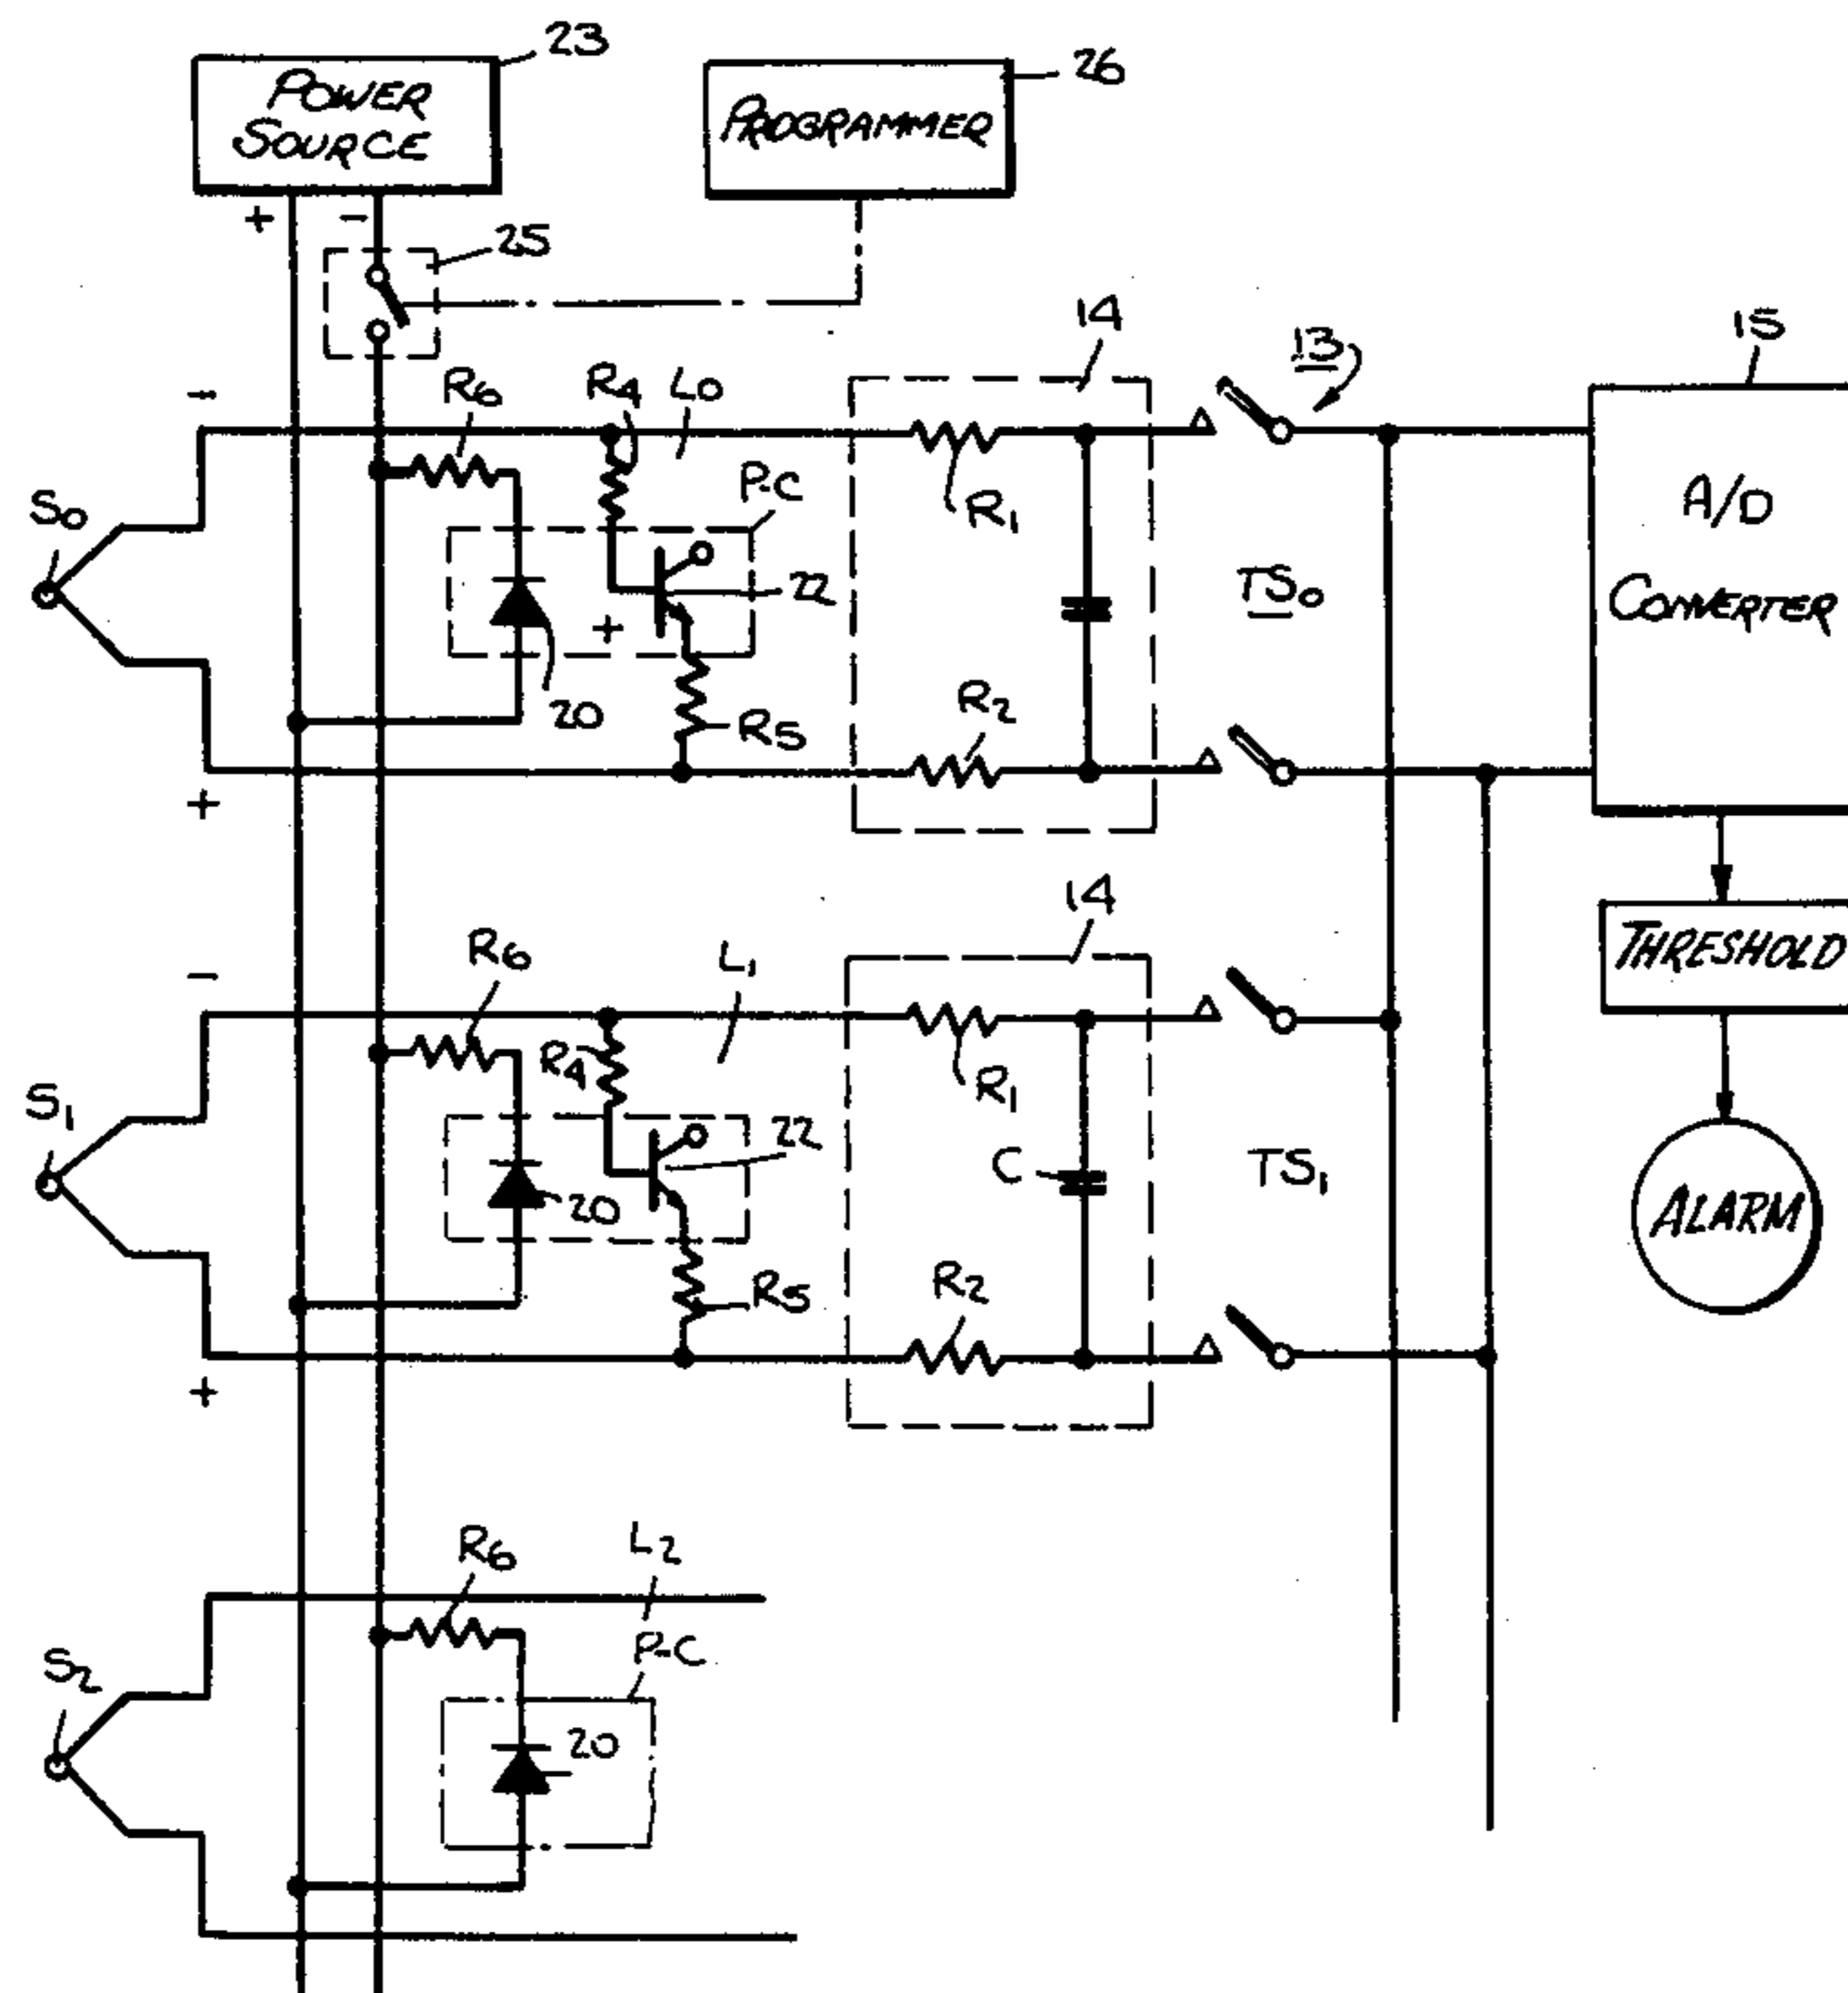 23
POWER
SOURCE
PROGRAMMER
26
+ −
25
−
R6
R4
L0
14
13
15
S0
P-C
R1
A/D
CONVERTER
22
TS0
+
20
R5
R2
+
14
THRESHOLD
−
R6
L1
R4
R1
S1
22
C
TS1
20
ALARM
R5
R2
+
R6
L2
P-C
S2
20